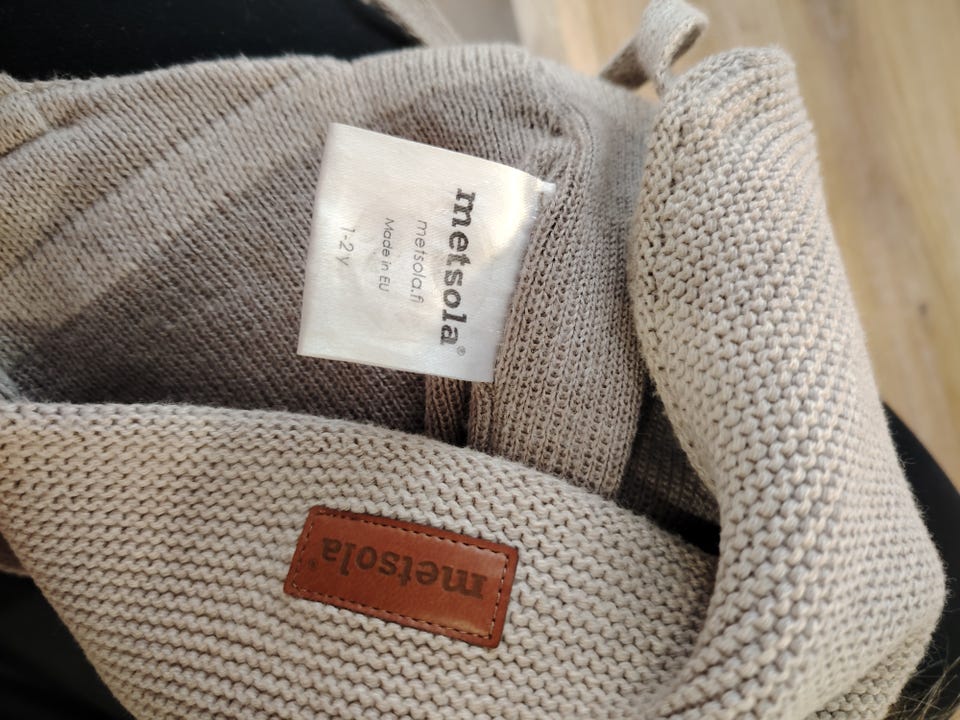 metsola®
metsola.fi
Made in EU
1-2 y
metsola®